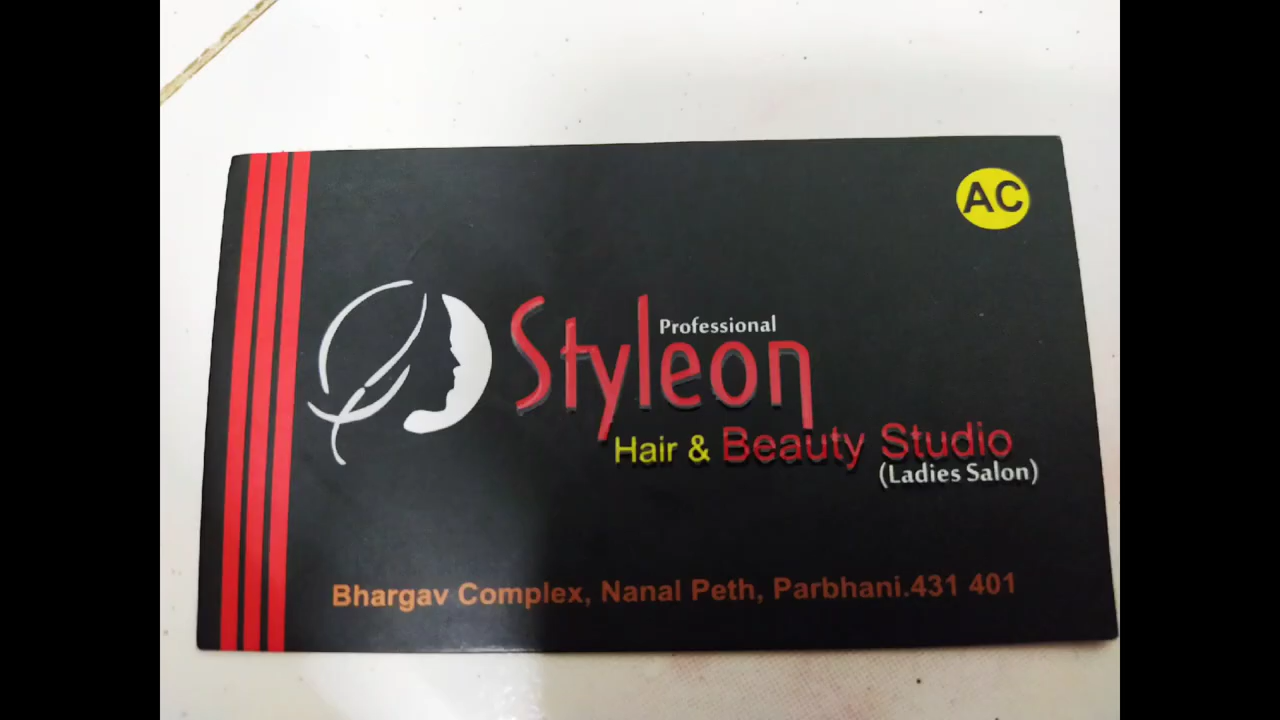 AC
Professional
Styleon
Hair & Beauty Studio
(Ladies Salon)
Bhargav Complex, Nanal Peth, Parbhani.431 401